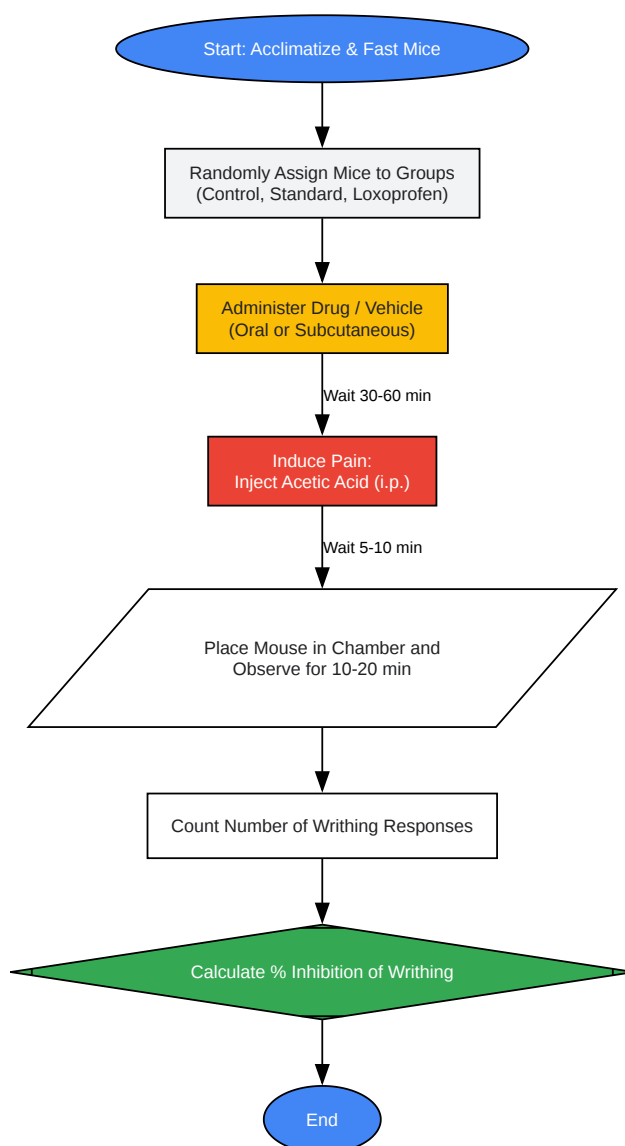 Start: Acclimatize & Fast Mice
Randomly Assign Mice to Groups
(Control, Standard, Loxoprofen)
Administer Drug / Vehicle
(Oral or Subcutaneous)
Wait 30-60 min
Induce Pain:
Inject Acetic Acid (i.p.)
Wait 5-10 min
Place Mouse in Chamber and
Observe for 10-20 min
Count Number of Writhing Responses
Calculate % Inhibition of Writhing
End